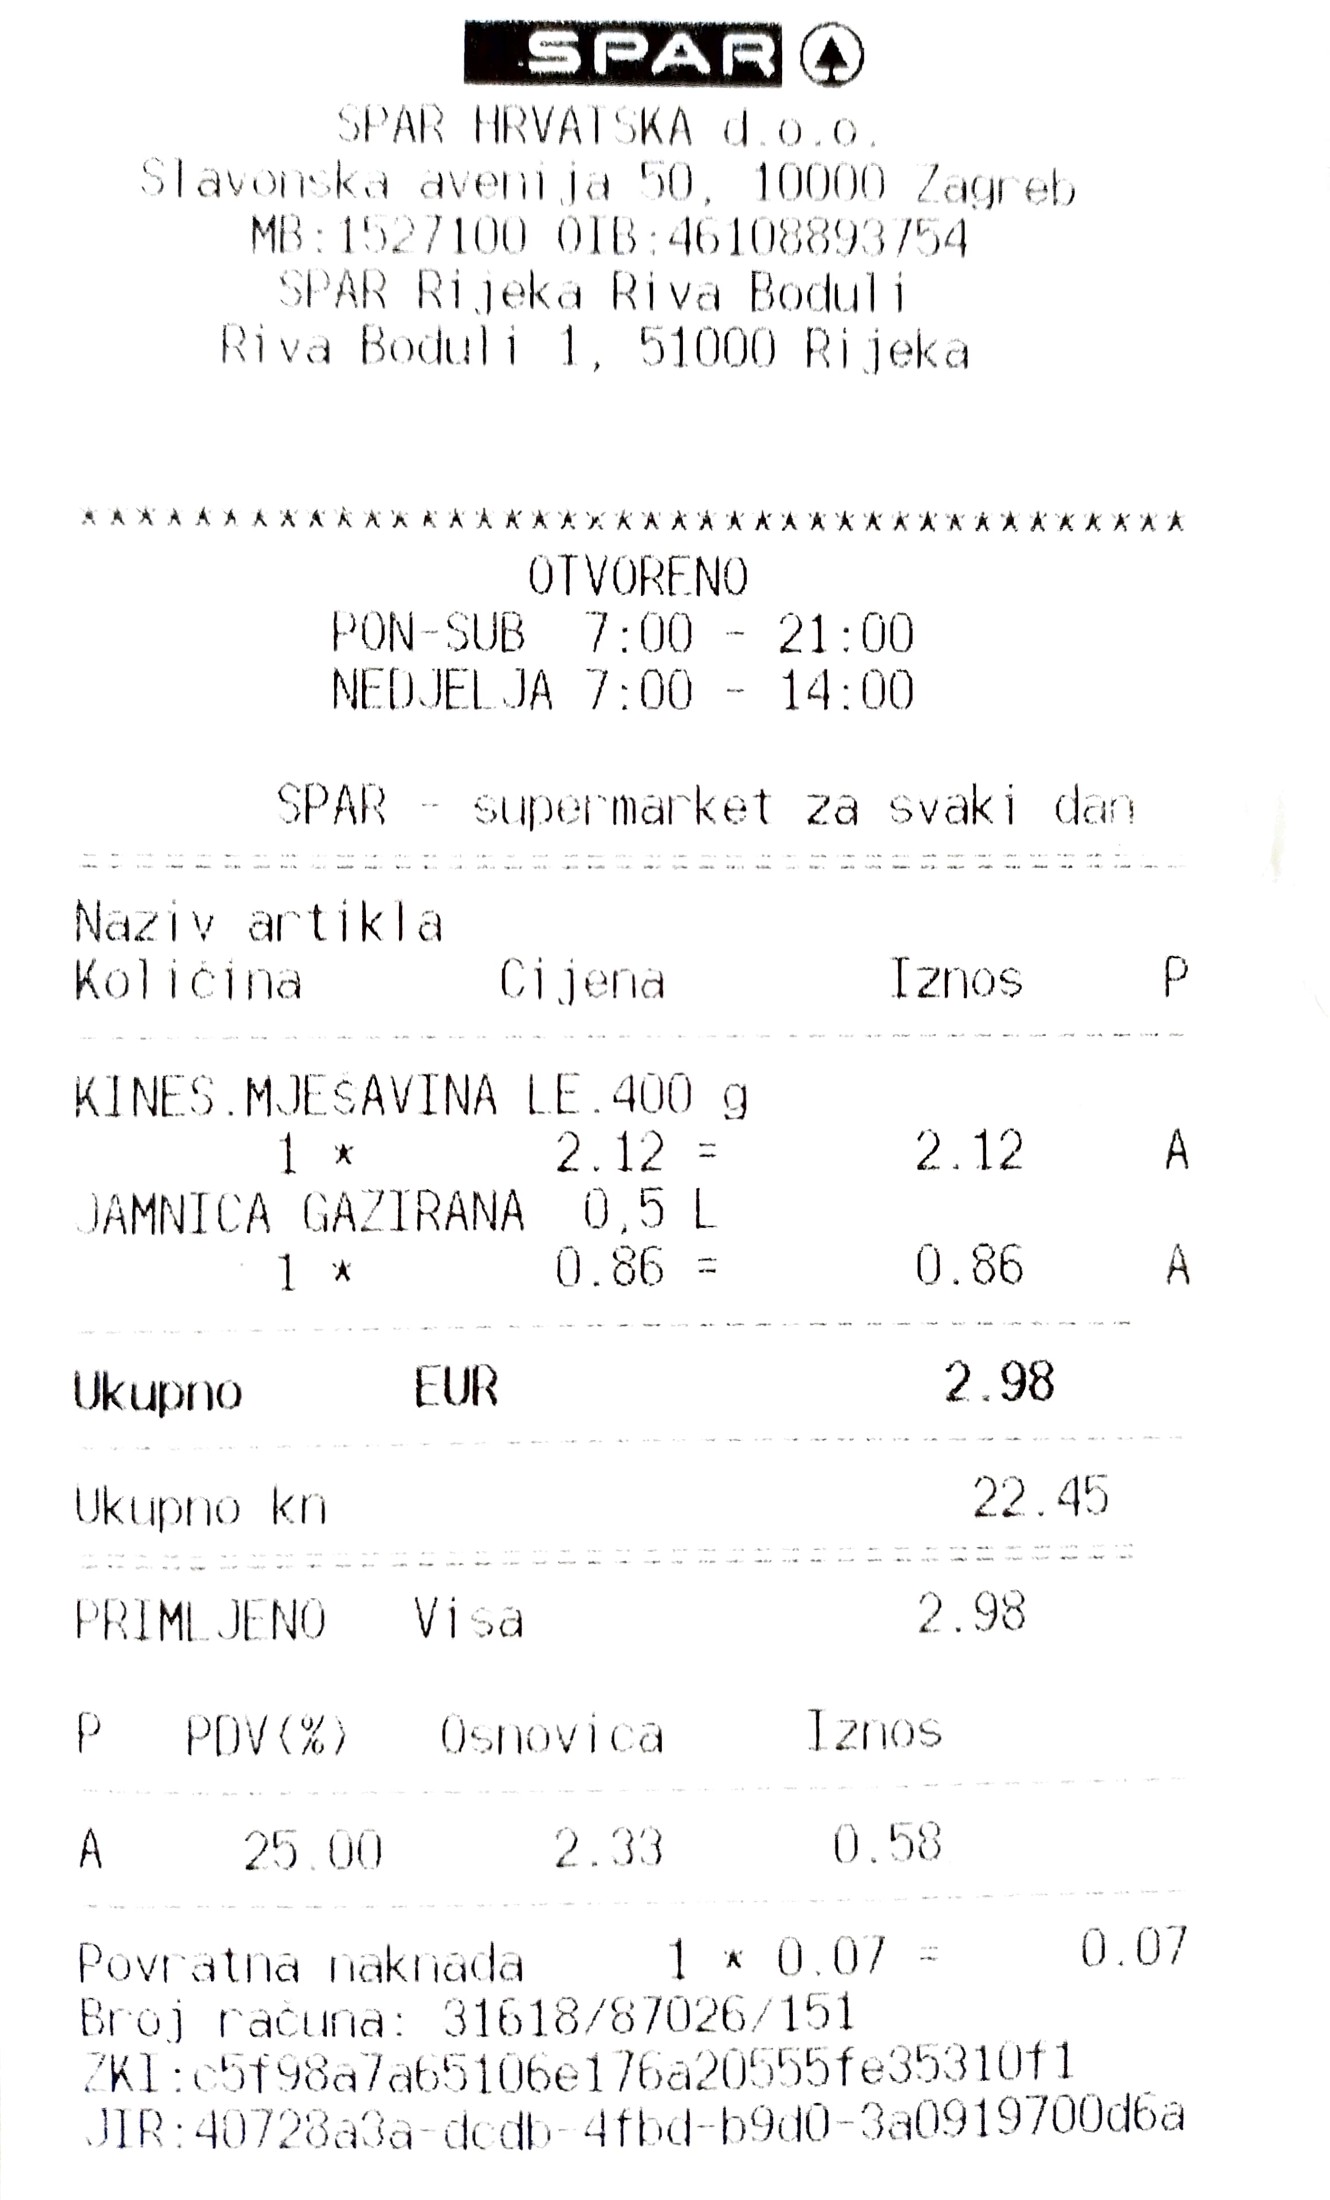 SPAR
SPAR HRVATSKA d.o.o.
Slavonska avenija 50, 10000 Zagreb
MB:1527100 OIB:46108893754
SPAR Rijeka Riva Boduli
Riva Boduli 1, 51000 Rijeka
***************************************
OTVORENO
PON-SUB 7:00 - 21:00
NEDJELJA 7:00 - 14:00
SPAR - supermarket za svaki dan
Naziv artikla
Količina Cijena Iznos P
KINES.MJEŠAVINA LE.400 g
1 * 2.12 = 2.12 A
JAMNICA GAZIRANA 0,5 L
1 * 0.86 = 0.86 A
Ukupno EUR 2.98
Ukupno kn 22.45
PRIMLJENO Visa 2.98
P PDV(%) Osnovica Iznos
A 25.00 2.33 0.58
Povratna naknada 1 * 0.07 = 0.07
Broj računa: 31618/87026/151
ZKI:c5f98a7a65106e176a20555fe35310f1
JIR:40728a3a-dcdb-4fbd-b9d0-3a0919700d6a